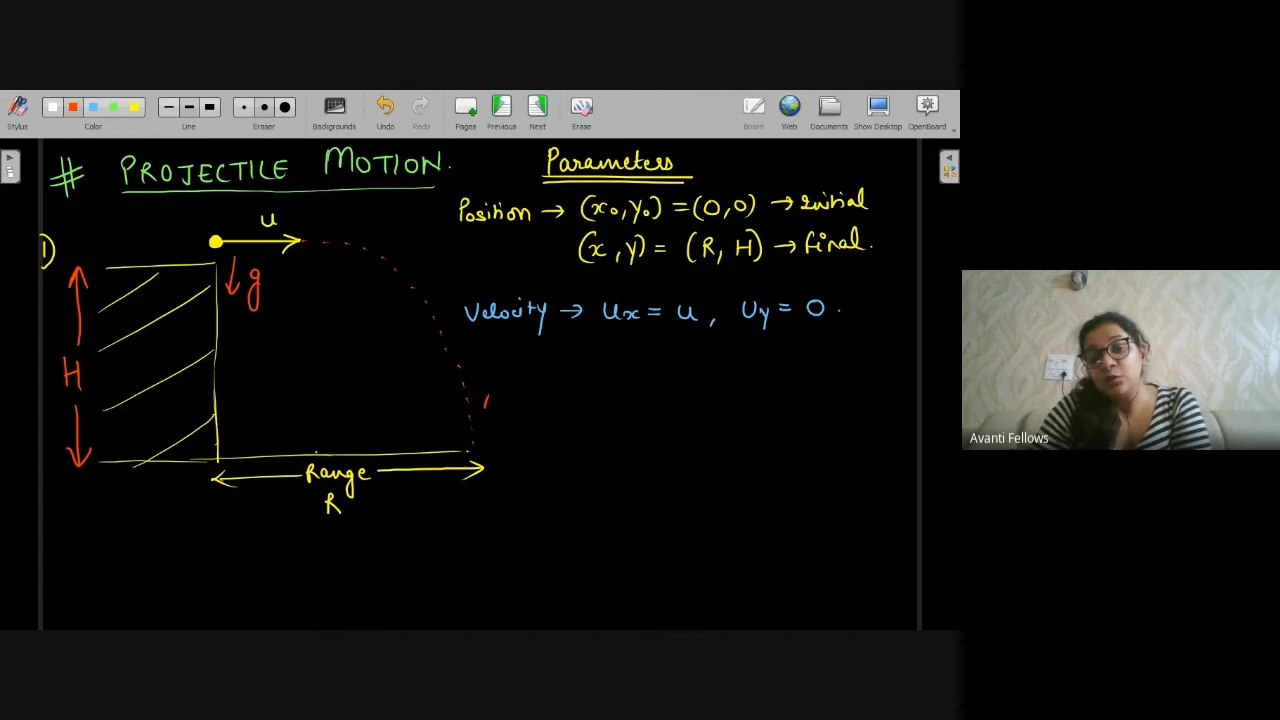 Stylus
Color
Line
Eraser
Backgrounds
Undo
Redo
Pages
Previous
Next
Erase
Board
Web
Documents
Show Desktop
OpenBoard
# PROJECTILE MOTION.
Parameters
Position → (x₀, y₀) = (0, 0) → initial
(x, y) = (R, H) → final.
Velocity → ux = u, uy = 0.
1)
u
g
H
Range
R
Avanti Fellows